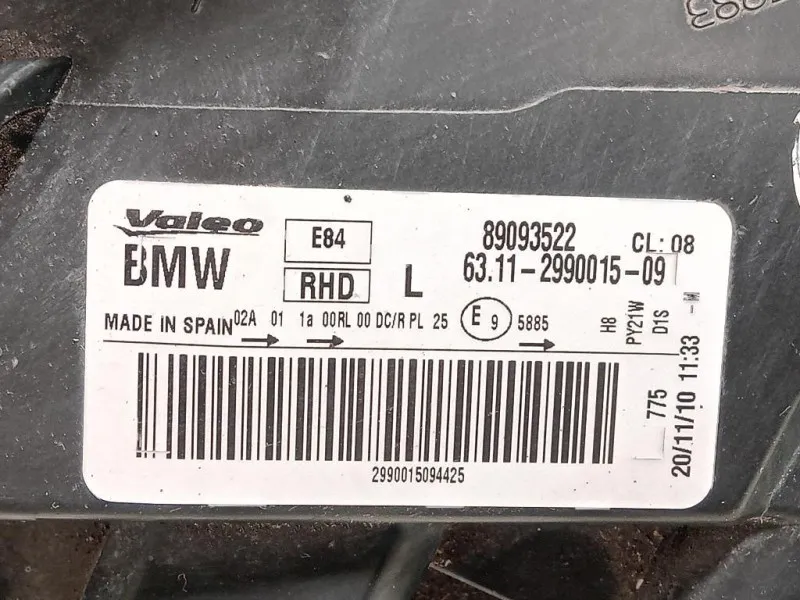 Valeo
BMW
E84
RHD
L
89093522
CL: 08
63.11-2990015-09
MADE IN SPAIN
02A 01 1a 00RL 00 DC/R PL 25
E 9
5885
H8
PY21W
D1S
-M
775
20/11/10 11:33
2990015094425